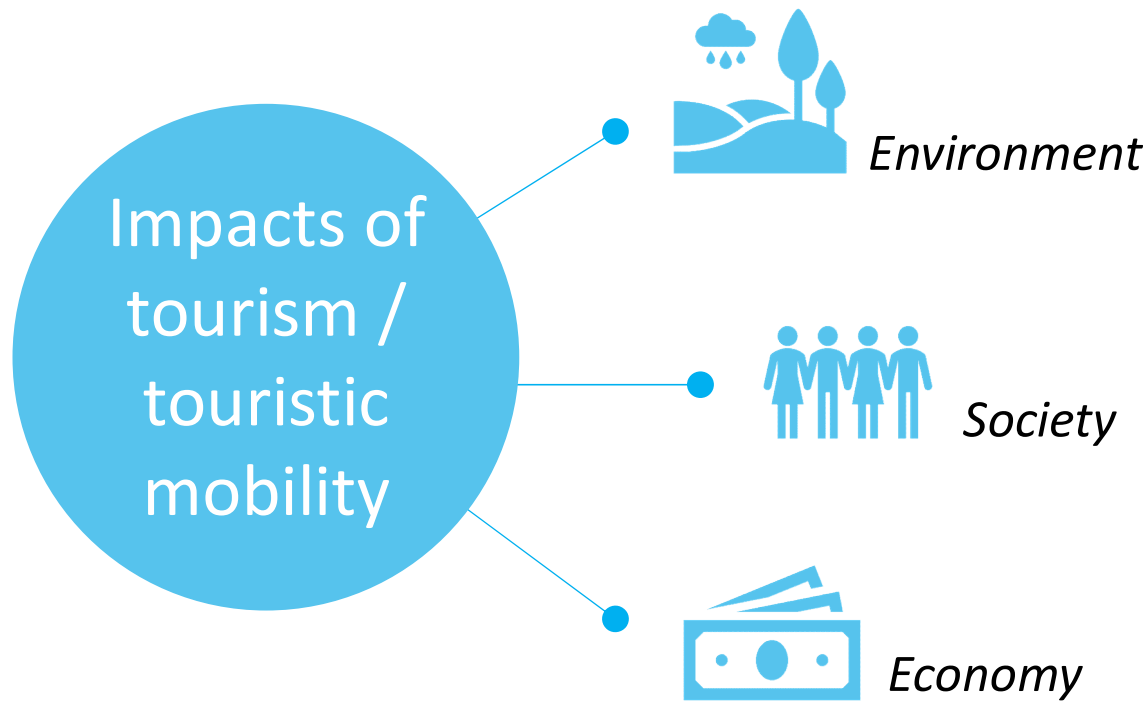 Impacts of
tourism /
touristic
mobility
Environment
Society
Economy